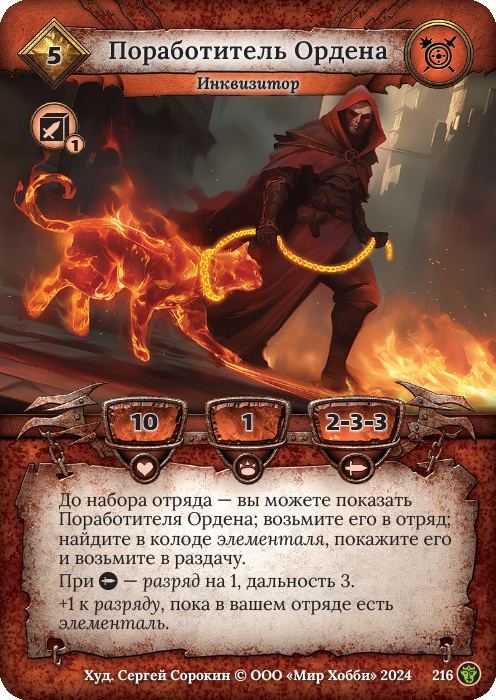 5
Поработитель Ордена
Инквизитор
1
10
1
2-3-3
До набора отряда — вы можете показать
Поработителя Ордена; возьмите его в отряд;
найдите в колоде элементаля, покажите его
и возьмите в раздачу.
При — разряд на 1, дальность 3.
+1 к разряду, пока в вашем отряде есть
элементаль.
Худ. Сергей Сорокин © ООО «Мир Хобби» 2024 216